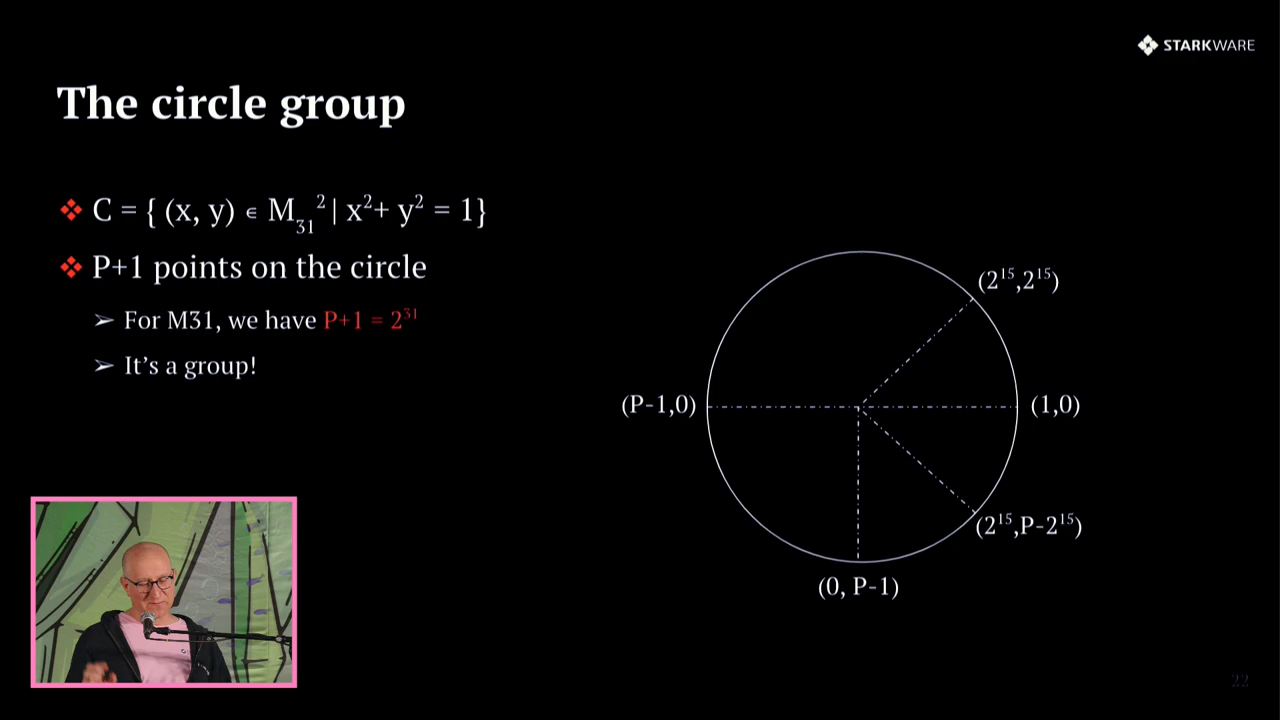 STARKWARE
The circle group
❖ C = { (x, y) ∊ M₃₁² | x²+ y² = 1}
❖ P+1 points on the circle
➢ For M31, we have P+1 = 2³¹
➢ It's a group!
(2¹⁵,2¹⁵)
(P-1,0)
(1,0)
(2¹⁵,P-2¹⁵)
(0, P-1)
22